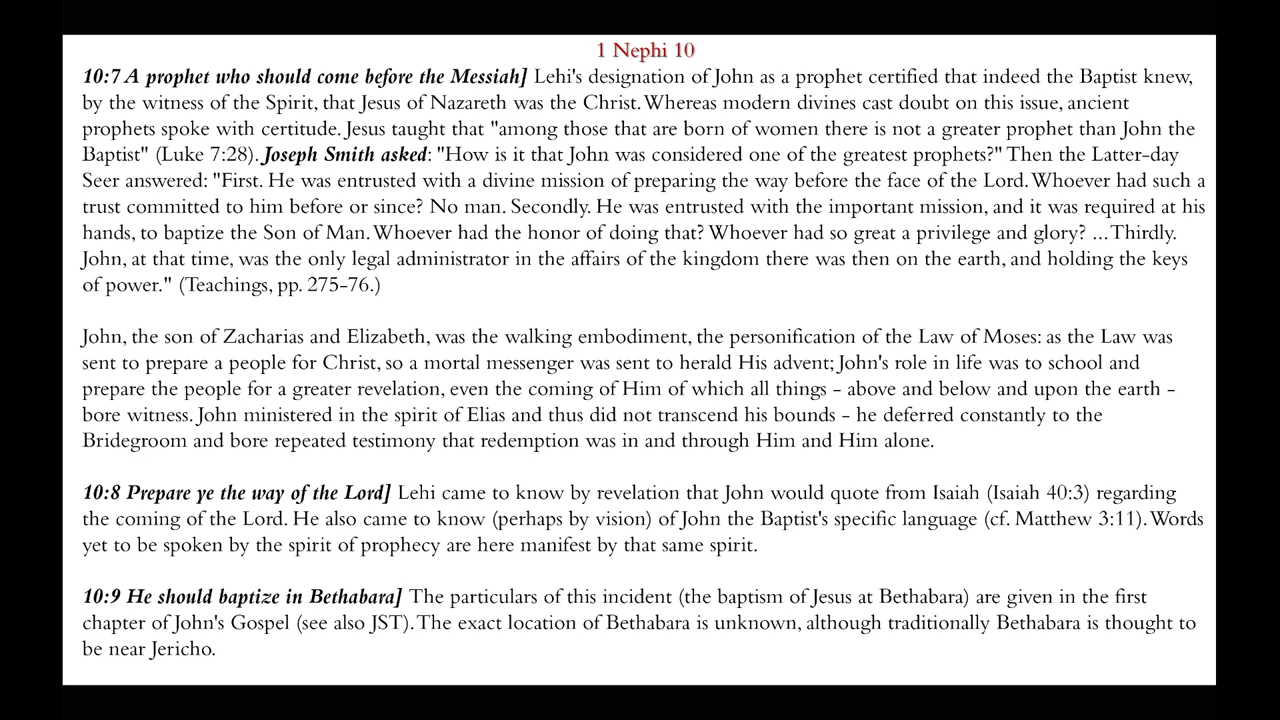 1 Nephi 10
10:7 A prophet who should come before the Messiah] Lehi's designation of John as a prophet certified that indeed the Baptist knew,
by the witness of the Spirit, that Jesus of Nazareth was the Christ. Whereas modern divines cast doubt on this issue, ancient
prophets spoke with certitude. Jesus taught that "among those that are born of women there is not a greater prophet than John the
Baptist" (Luke 7:28). Joseph Smith asked: "How is it that John was considered one of the greatest prophets?" Then the Latter-day
Seer answered: "First. He was entrusted with a divine mission of preparing the way before the face of the Lord. Whoever had such a
trust committed to him before or since? No man. Secondly. He was entrusted with the important mission, and it was required at his
hands, to baptize the Son of Man. Whoever had the honor of doing that? Whoever had so great a privilege and glory? ... Thirdly.
John, at that time, was the only legal administrator in the affairs of the kingdom there was then on the earth, and holding the keys
of power." (Teachings, pp. 275-76.)
John, the son of Zacharias and Elizabeth, was the walking embodiment, the personification of the Law of Moses: as the Law was
sent to prepare a people for Christ, so a mortal messenger was sent to herald His advent; John's role in life was to school and
prepare the people for a greater revelation, even the coming of Him of which all things - above and below and upon the earth -
bore witness. John ministered in the spirit of Elias and thus did not transcend his bounds - he deferred constantly to the
Bridegroom and bore repeated testimony that redemption was in and through Him and Him alone.
10:8 Prepare ye the way of the Lord] Lehi came to know by revelation that John would quote from Isaiah (Isaiah 40:3) regarding
the coming of the Lord. He also came to know (perhaps by vision) of John the Baptist's specific language (cf. Matthew 3:11). Words
yet to be spoken by the spirit of prophecy are here manifest by that same spirit.
10:9 He should baptize in Bethabara] The particulars of this incident (the baptism of Jesus at Bethabara) are given in the first
chapter of John's Gospel (see also JST). The exact location of Bethabara is unknown, although traditionally Bethabara is thought to
be near Jericho.